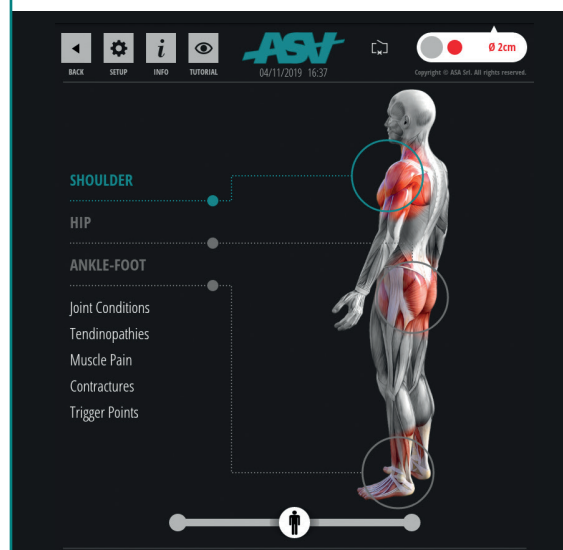 BACK SETUP INFO TUTORIAL
ASA
04/11/2019 16:37
Ø 2cm
Copyright © ASA Srl. All rights reserved.
SHOULDER
HIP
ANKLE-FOOT
Joint Conditions
Tendinopathies
Muscle Pain
Contractures
Trigger Points